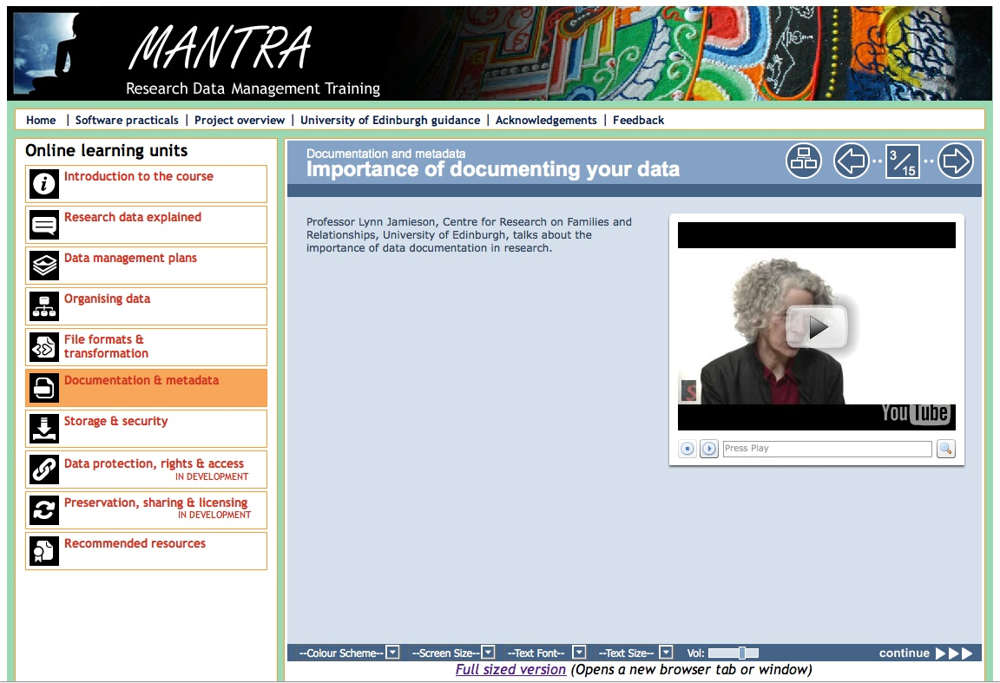 MANTRA
Research Data Management Training
Home | Software practicals | Project overview | University of Edinburgh guidance | Acknowledgements | Feedback
Online learning units
Introduction to the course
Research data explained
Data management plans
Organising data
File formats &
transformation
Documentation & metadata
Storage & security
Data protection, rights & access
IN DEVELOPMENT
Preservation, sharing & licensing
IN DEVELOPMENT
Recommended resources
Documentation and metadata
Importance of documenting your data
3/15
Professor Lynn Jamieson, Centre for Research on Families and
Relationships, University of Edinburgh, talks about the
importance of data documentation in research.
S
YouTube
Press Play
--Colour Scheme-- --Screen Size-- --Text Font-- --Text Size-- Vol: continue
Full sized version (Opens a new browser tab or window)